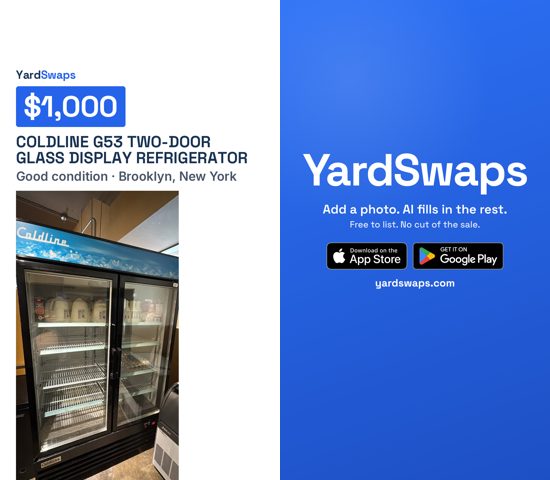 YardSwaps
$1,000
COLDLINE G53 TWO-DOOR
GLASS DISPLAY REFRIGERATOR
Good condition · Brooklyn, New York
Coldline
YardSwaps
Add a photo. AI fills in the rest.
Free to list. No cut of the sale.
Download on the
App Store
GET IT ON
Google Play
yardswaps.com